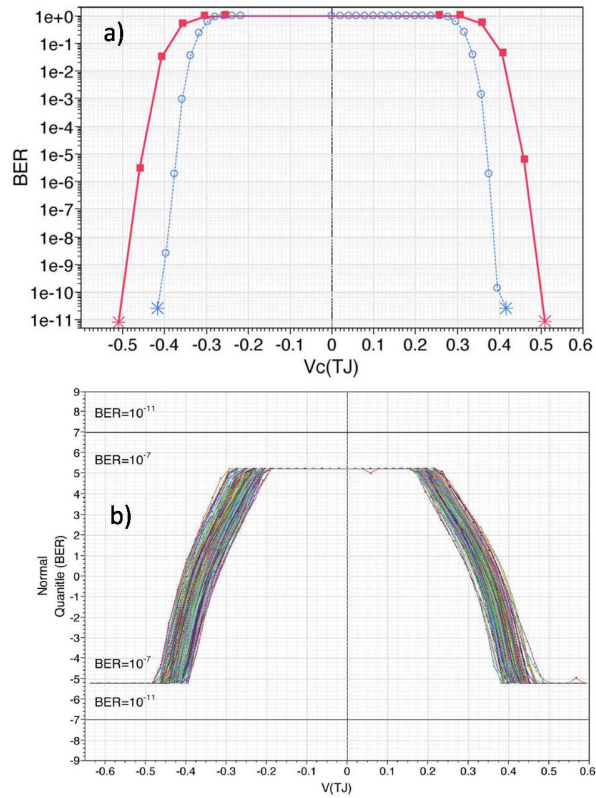 a)
BER
1e+0
1e-1
1e-2
1e-3
1e-4
1e-5
1e-6
1e-7
1e-8
1e-9
1e-10
1e-11
-0.5 -0.4 -0.3 -0.2 -0.1 0 0.1 0.2 0.3 0.4 0.5 0.6
Vc(TJ)
b)
Normal
Quanitle (BER)
9
8
7
6
5
4
3
2
1
0
-1
-2
-3
-4
-5
-6
-7
-8
-9
BER=10⁻¹¹
BER=10⁻⁷
BER=10⁻⁷
BER=10⁻¹¹
-0.6 -0.5 -0.4 -0.3 -0.2 -0.1 0 0.1 0.2 0.3 0.4 0.5 0.6
V(TJ)